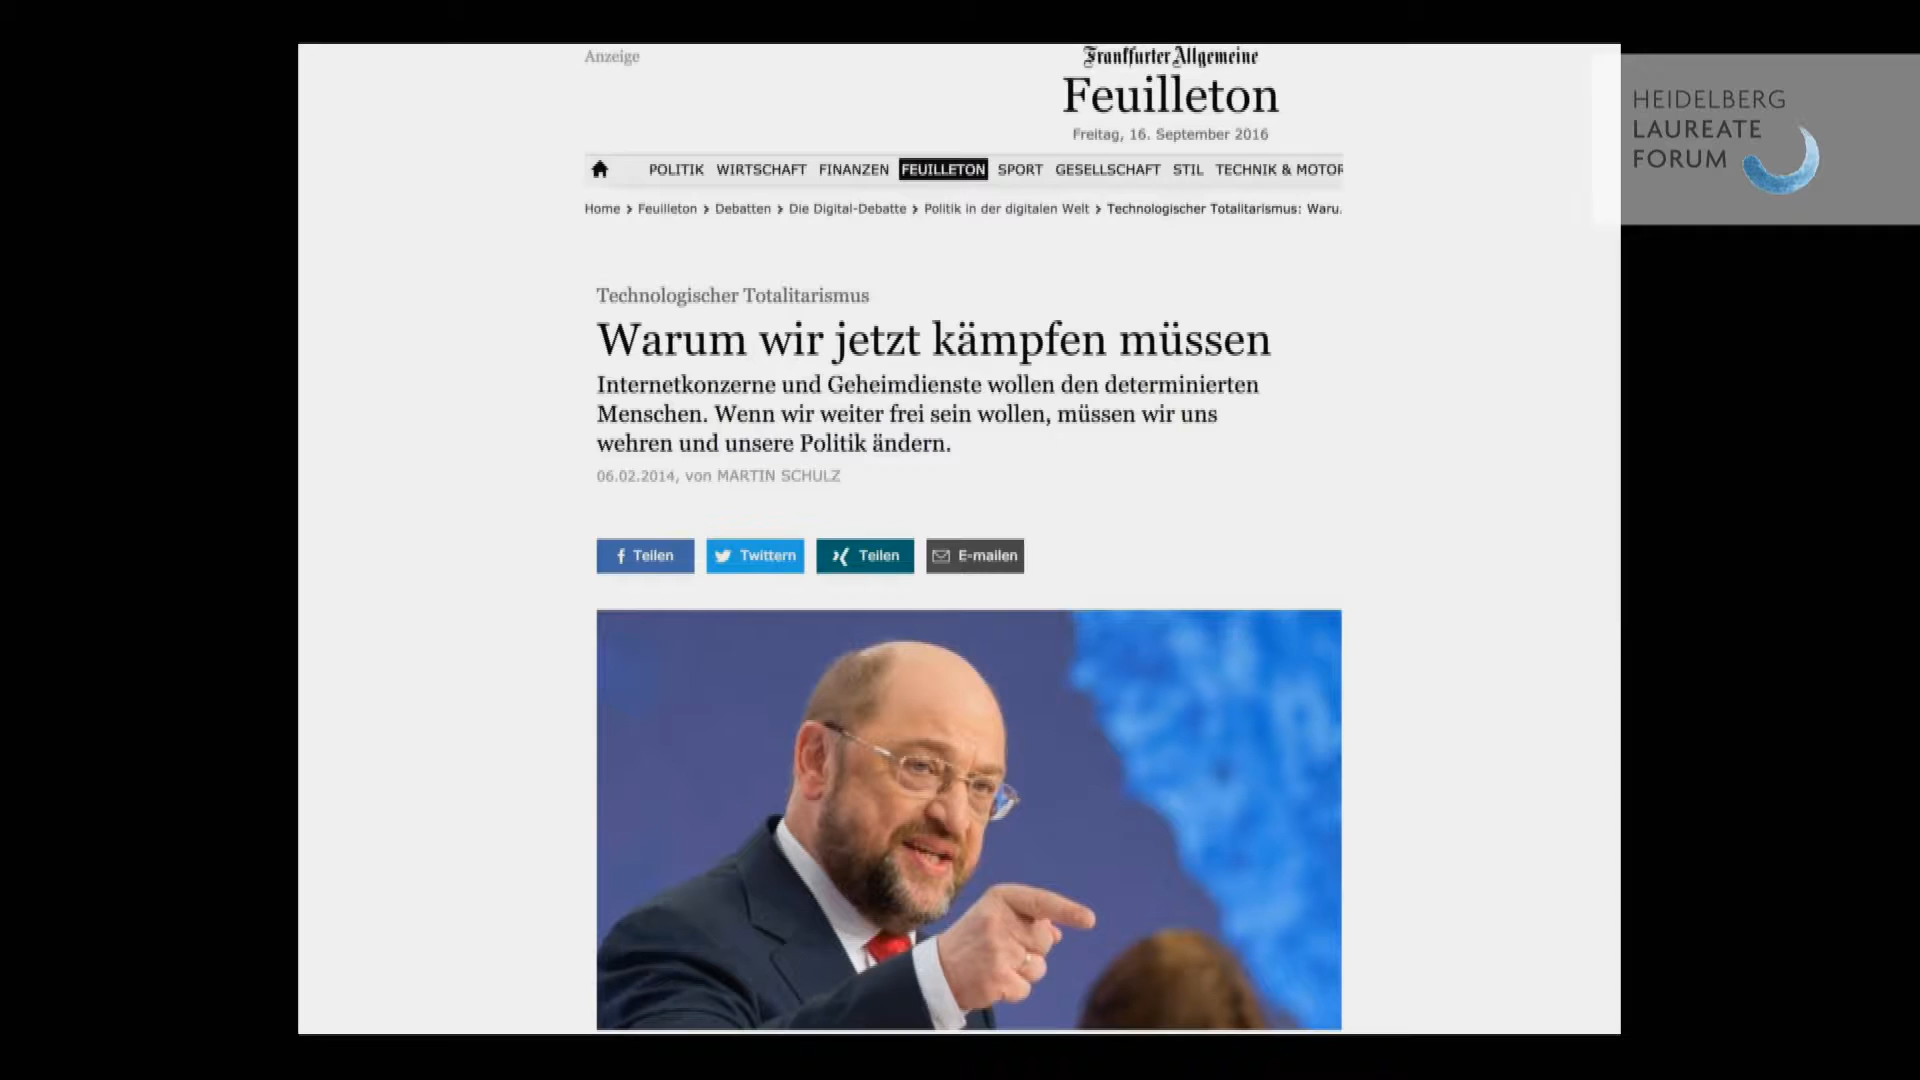 Anzeige
Frankfurter Allgemeine
Feuilleton
Freitag, 16. September 2016
POLITIK WIRTSCHAFT FINANZEN FEUILLETON SPORT GESELLSCHAFT STIL TECHNIK & MOTOR
Home > Feuilleton > Debatten > Die Digital-Debatte > Politik in der digitalen Welt > Technologischer Totalitarismus: Waru.
Technologischer Totalitarismus
Warum wir jetzt kämpfen müssen
Internetkonzerne und Geheimdienste wollen den determinierten
Menschen. Wenn wir weiter frei sein wollen, müssen wir uns
wehren und unsere Politik ändern.
06.02.2014, von MARTIN SCHULZ
Teilen Twittern Teilen E-mailen
HEIDELBERG
LAUREATE
FORUM